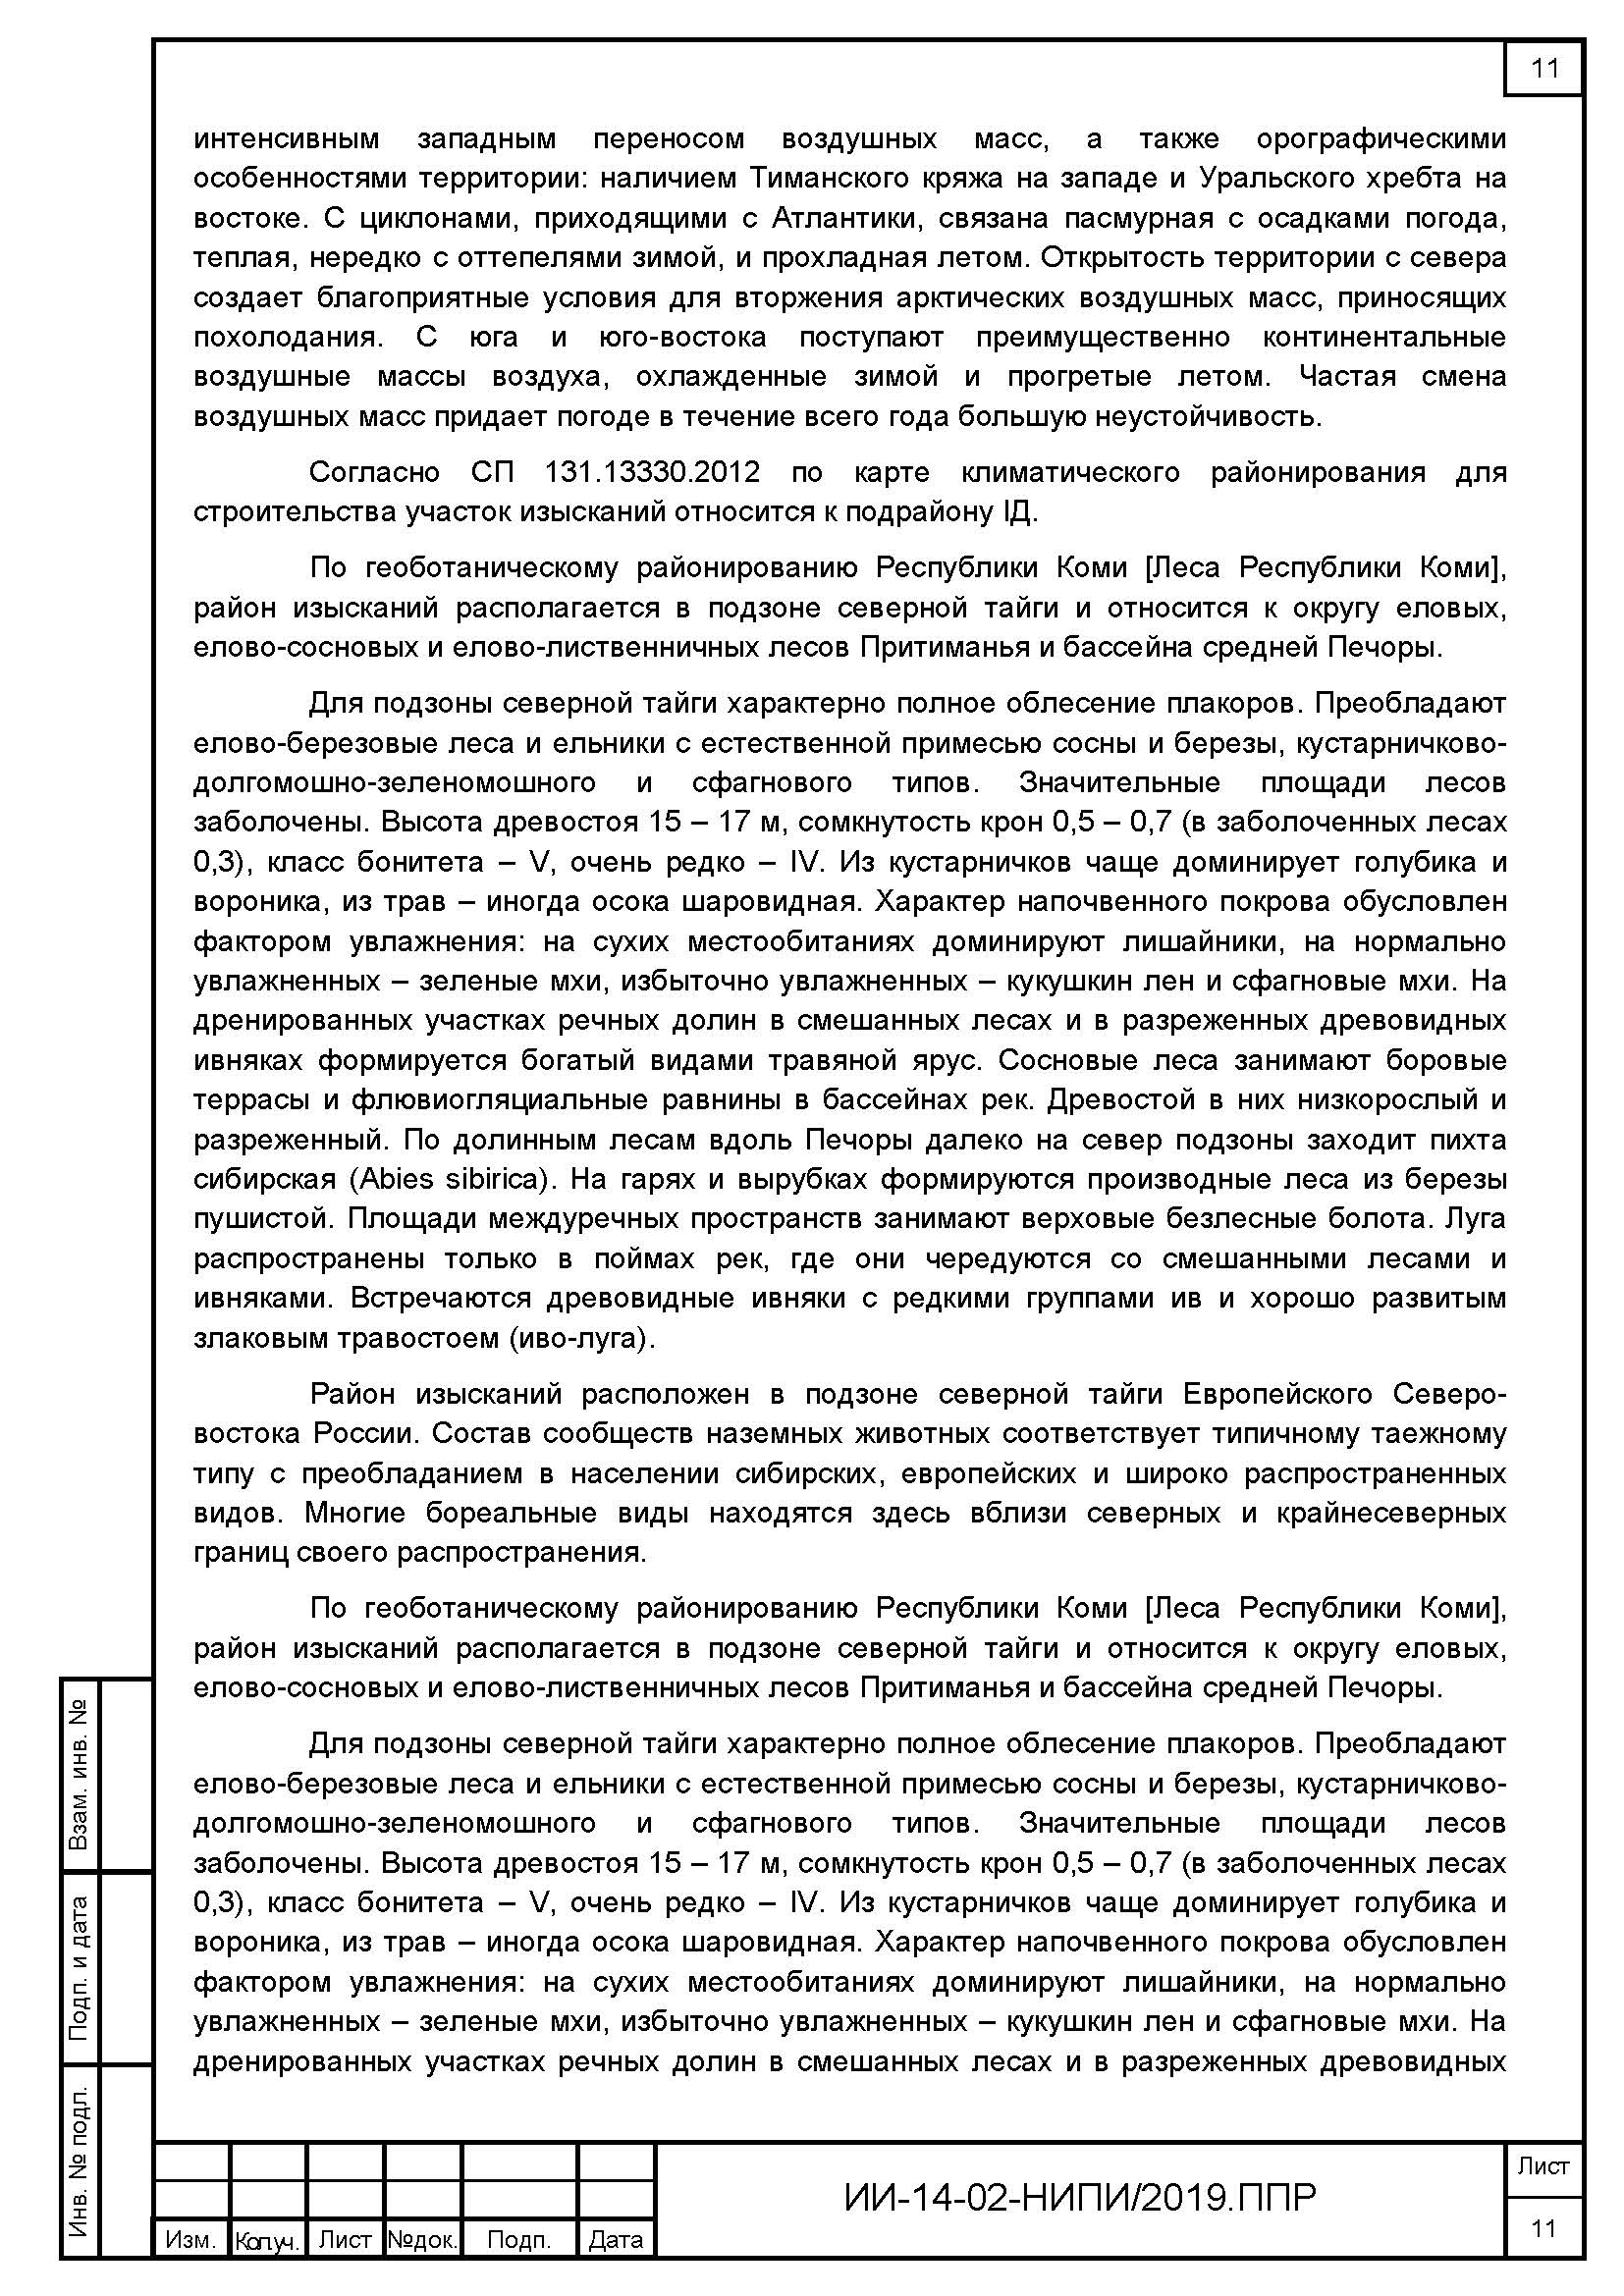 11
интенсивным западным переносом воздушных масс, а также орографическими
особенностями территории: наличием Тиманского кряжа на западе и Уральского хребта на
востоке. С циклонами, приходящими с Атлантики, связана пасмурная с осадками погода,
теплая, нередко с оттепелями зимой, и прохладная летом. Открытость территории с севера
создает благоприятные условия для вторжения арктических воздушных масс, приносящих
похолодания. С юга и юго-востока поступают преимущественно континентальные
воздушные массы воздуха, охлажденные зимой и прогретые летом. Частая смена
воздушных масс придает погоде в течение всего года большую неустойчивость.
Согласно СП 131.13330.2012 по карте климатического районирования для
строительства участок изысканий относится к подрайону IД.
По геоботаническому районированию Республики Коми [Леса Республики Коми],
район изысканий располагается в подзоне северной тайги и относится к округу еловых,
елово-сосновых и елово-лиственничных лесов Притиманья и бассейна средней Печоры.
Для подзоны северной тайги характерно полное облесение плакоров. Преобладают
елово-березовые леса и ельники с естественной примесью сосны и березы, кустарничково-
долгомошно-зеленомошного и сфагнового типов. Значительные площади лесов
заболочены. Высота древостоя 15 – 17 м, сомкнутость крон 0,5 – 0,7 (в заболоченных лесах
0,3), класс бонитета – V, очень редко – IV. Из кустарничков чаще доминирует голубика и
вороника, из трав – иногда осока шаровидная. Характер напочвенного покрова обусловлен
фактором увлажнения: на сухих местообитаниях доминируют лишайники, на нормально
увлажненных – зеленые мхи, избыточно увлажненных – кукушкин лен и сфагновые мхи. На
дренированных участках речных долин в смешанных лесах и в разреженных древовидных
ивняках формируется богатый видами травяной ярус. Сосновые леса занимают боровые
террасы и флювиогляциальные равнины в бассейнах рек. Древостой в них низкорослый и
разреженный. По долинным лесам вдоль Печоры далеко на север подзоны заходит пихта
сибирская (Abies sibirica). На гарях и вырубках формируются производные леса из березы
пушистой. Площади междуречных пространств занимают верховые безлесные болота. Луга
распространены только в поймах рек, где они чередуются со смешанными лесами и
ивняками. Встречаются древовидные ивняки с редкими группами ив и хорошо развитым
злаковым травостоем (иво-луга).
Район изысканий расположен в подзоне северной тайги Европейского Северо-
востока России. Состав сообществ наземных животных соответствует типичному таежному
типу с преобладанием в населении сибирских, европейских и широко распространенных
видов. Многие бореальные виды находятся здесь вблизи северных и крайнесеверных
границ своего распространения.
По геоботаническому районированию Республики Коми [Леса Республики Коми],
район изысканий располагается в подзоне северной тайги и относится к округу еловых,
елово-сосновых и елово-лиственничных лесов Притиманья и бассейна средней Печоры.
Для подзоны северной тайги характерно полное облесение плакоров. Преобладают
елово-березовые леса и ельники с естественной примесью сосны и березы, кустарничково-
долгомошно-зеленомошного и сфагнового типов. Значительные площади лесов
заболочены. Высота древостоя 15 – 17 м, сомкнутость крон 0,5 – 0,7 (в заболоченных лесах
0,3), класс бонитета – V, очень редко – IV. Из кустарничков чаще доминирует голубика и
вороника, из трав – иногда осока шаровидная. Характер напочвенного покрова обусловлен
фактором увлажнения: на сухих местообитаниях доминируют лишайники, на нормально
увлажненных – зеленые мхи, избыточно увлажненных – кукушкин лен и сфагновые мхи. На
дренированных участках речных долин в смешанных лесах и в разреженных древовидных
Взам. инв. №
Подп. и дата
Инв. № подл.
Изм. Кол.уч. Лист №док. Подп. Дата
ИИ-14-02-НИПИ/2019.ППР
Лист
11